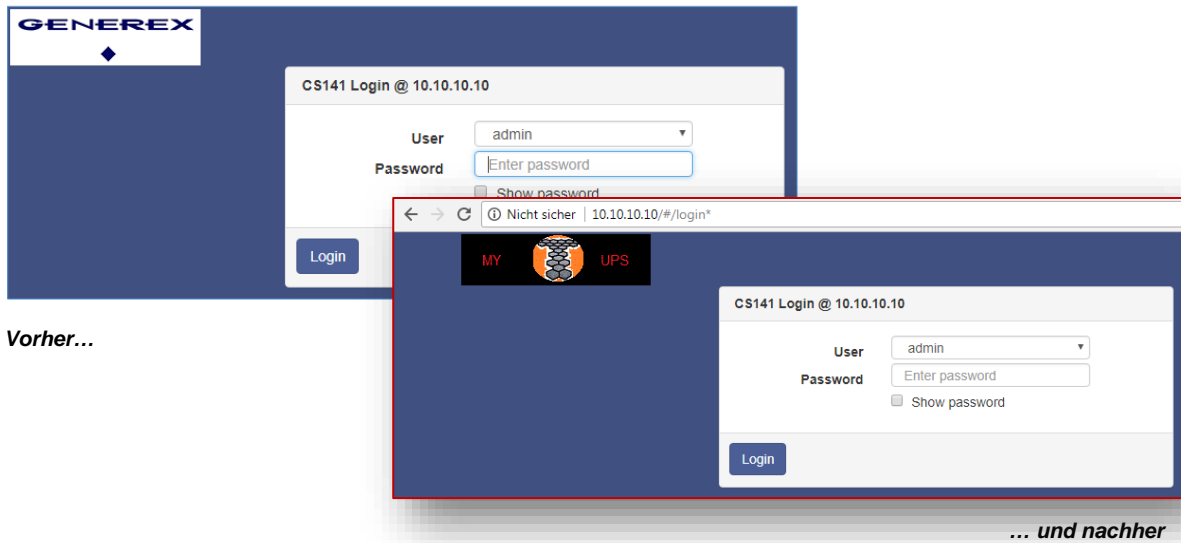 GENEREX
CS141 Login @ 10.10.10.10
User admin
Password Enter password
Show password
Login
Vorher…
Nicht sicher | 10.10.10.10/#/login*
MY UPS
CS141 Login @ 10.10.10.10
User admin
Password Enter password
Show password
Login
… und nachher